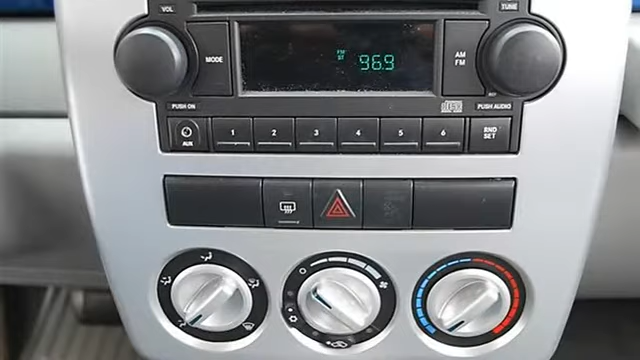 VOL
TUNE
MODE
FM
96.9
AM
FM
PUSH ON
PUSH AUDIO
AUX
1 2 3 4 5 6
RND
SET